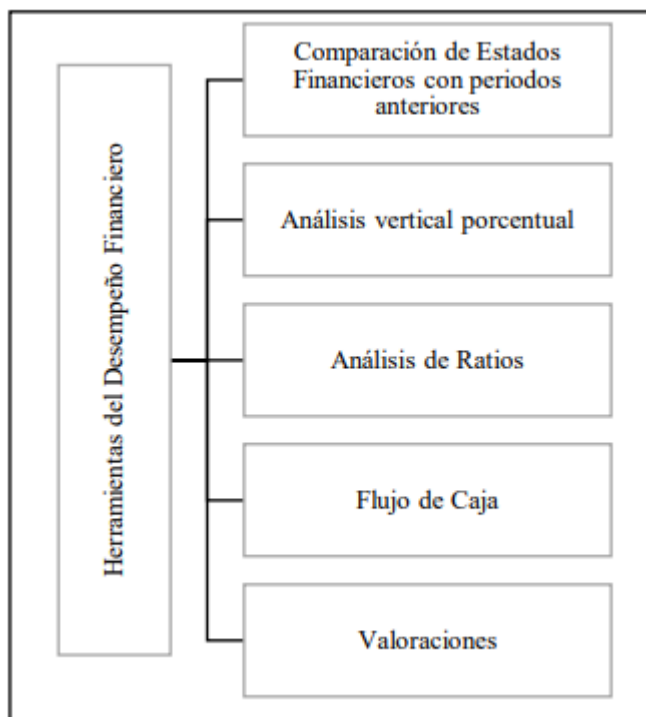 Herramientas del Desempeño Financiero
Comparación de Estados
Financieros con periodos
anteriores
Análisis vertical porcentual
Análisis de Ratios
Flujo de Caja
Valoraciones